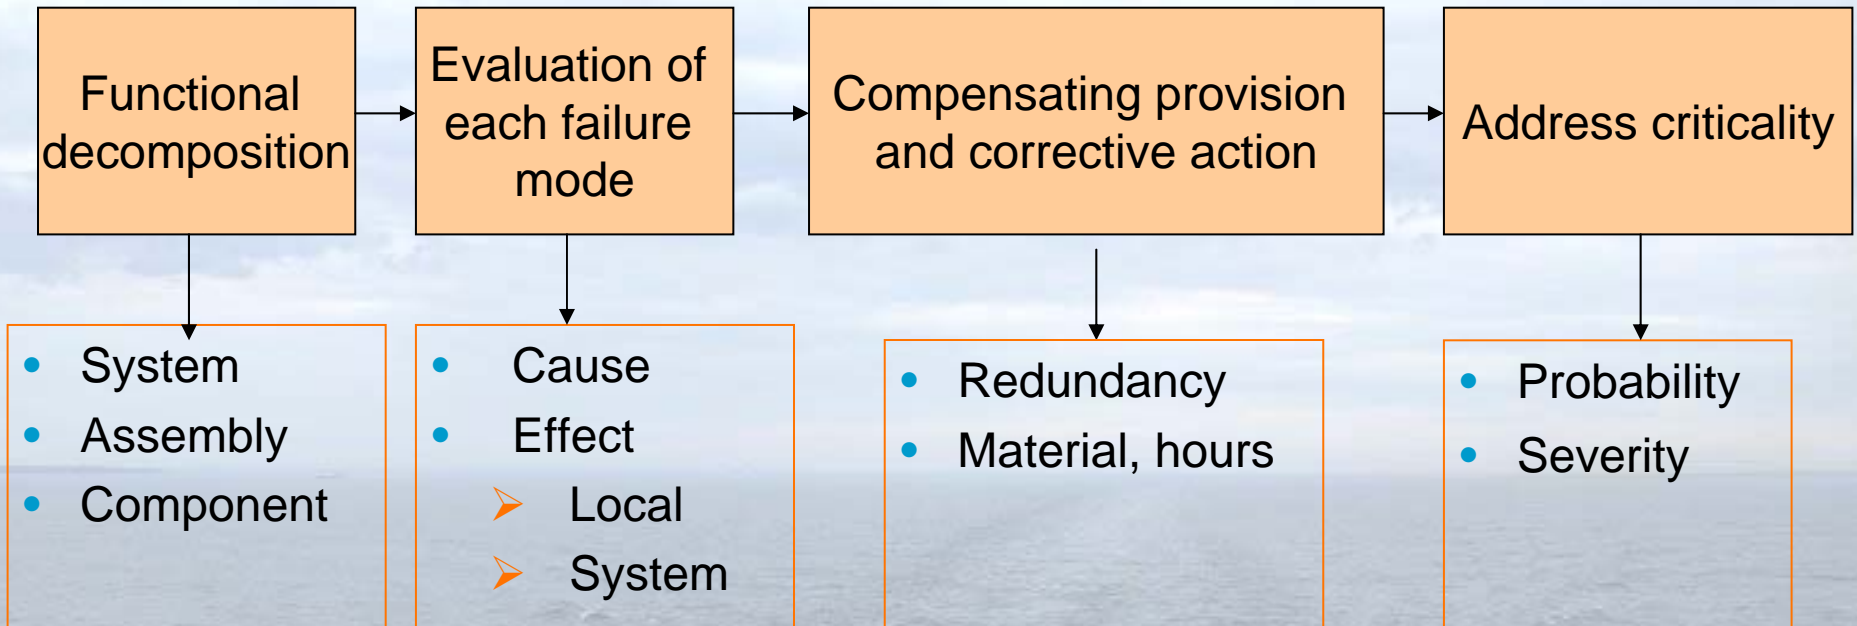 Functional
decomposition
Evaluation of
each failure
mode
Compensating provision
and corrective action
Address criticality
System
Assembly
Component
Cause
Effect
Local
System
Redundancy
Material, hours
Probability
Severity